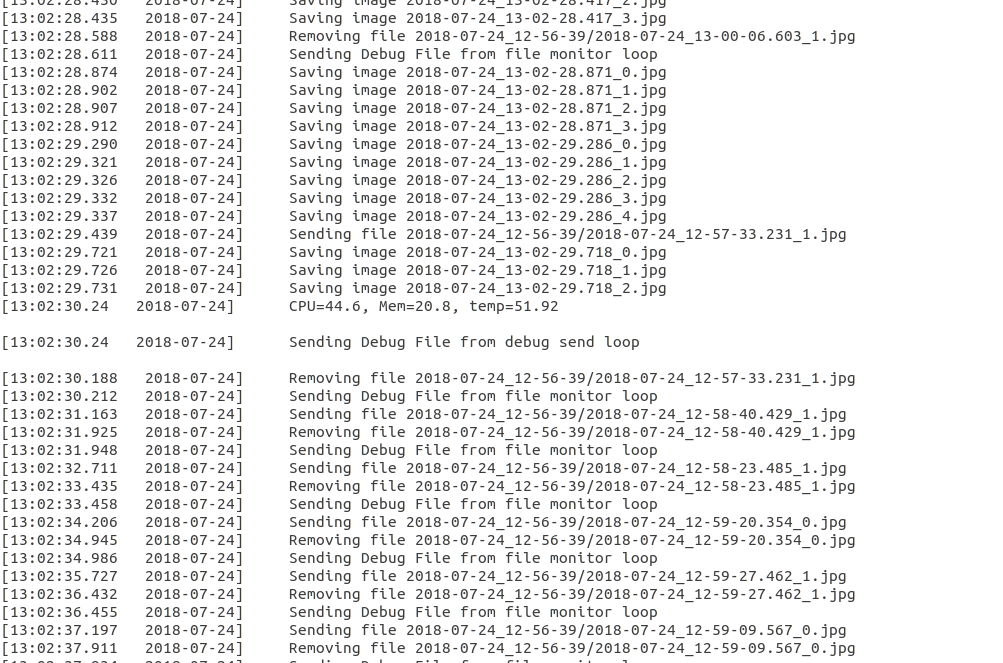 [13:02:28.430   2018-07-24]     Saving image 2018-07-24_13-02-28.417_2.jpg
[13:02:28.435   2018-07-24]     Saving image 2018-07-24_13-02-28.417_3.jpg
[13:02:28.588   2018-07-24]     Removing file 2018-07-24_12-56-39/2018-07-24_13-00-06.603_1.jpg
[13:02:28.611   2018-07-24]     Sending Debug File from file monitor loop
[13:02:28.874   2018-07-24]     Saving image 2018-07-24_13-02-28.871_0.jpg
[13:02:28.902   2018-07-24]     Saving image 2018-07-24_13-02-28.871_1.jpg
[13:02:28.907   2018-07-24]     Saving image 2018-07-24_13-02-28.871_2.jpg
[13:02:28.912   2018-07-24]     Saving image 2018-07-24_13-02-28.871_3.jpg
[13:02:29.290   2018-07-24]     Saving image 2018-07-24_13-02-29.286_0.jpg
[13:02:29.321   2018-07-24]     Saving image 2018-07-24_13-02-29.286_1.jpg
[13:02:29.326   2018-07-24]     Saving image 2018-07-24_13-02-29.286_2.jpg
[13:02:29.332   2018-07-24]     Saving image 2018-07-24_13-02-29.286_3.jpg
[13:02:29.337   2018-07-24]     Saving image 2018-07-24_13-02-29.286_4.jpg
[13:02:29.439   2018-07-24]     Sending file 2018-07-24_12-56-39/2018-07-24_12-57-33.231_1.jpg
[13:02:29.721   2018-07-24]     Saving image 2018-07-24_13-02-29.718_0.jpg
[13:02:29.726   2018-07-24]     Saving image 2018-07-24_13-02-29.718_1.jpg
[13:02:29.731   2018-07-24]     Saving image 2018-07-24_13-02-29.718_2.jpg
[13:02:30.24   2018-07-24]      CPU=44.6, Mem=20.8, temp=51.92
[13:02:30.24   2018-07-24]      Sending Debug File from debug send loop
[13:02:30.188   2018-07-24]     Removing file 2018-07-24_12-56-39/2018-07-24_12-57-33.231_1.jpg
[13:02:30.212   2018-07-24]     Sending Debug File from file monitor loop
[13:02:31.163   2018-07-24]     Sending file 2018-07-24_12-56-39/2018-07-24_12-58-40.429_1.jpg
[13:02:31.925   2018-07-24]     Removing file 2018-07-24_12-56-39/2018-07-24_12-58-40.429_1.jpg
[13:02:31.948   2018-07-24]     Sending Debug File from file monitor loop
[13:02:32.711   2018-07-24]     Sending file 2018-07-24_12-56-39/2018-07-24_12-58-23.485_1.jpg
[13:02:33.435   2018-07-24]     Removing file 2018-07-24_12-56-39/2018-07-24_12-58-23.485_1.jpg
[13:02:33.458   2018-07-24]     Sending Debug File from file monitor loop
[13:02:34.206   2018-07-24]     Sending file 2018-07-24_12-56-39/2018-07-24_12-59-20.354_0.jpg
[13:02:34.945   2018-07-24]     Removing file 2018-07-24_12-56-39/2018-07-24_12-59-20.354_0.jpg
[13:02:34.986   2018-07-24]     Sending Debug File from file monitor loop
[13:02:35.727   2018-07-24]     Sending file 2018-07-24_12-56-39/2018-07-24_12-59-27.462_1.jpg
[13:02:36.432   2018-07-24]     Removing file 2018-07-24_12-56-39/2018-07-24_12-59-27.462_1.jpg
[13:02:36.455   2018-07-24]     Sending Debug File from file monitor loop
[13:02:37.197   2018-07-24]     Sending file 2018-07-24_12-56-39/2018-07-24_12-59-09.567_0.jpg
[13:02:37.911   2018-07-24]     Removing file 2018-07-24_12-56-39/2018-07-24_12-59-09.567_0.jpg